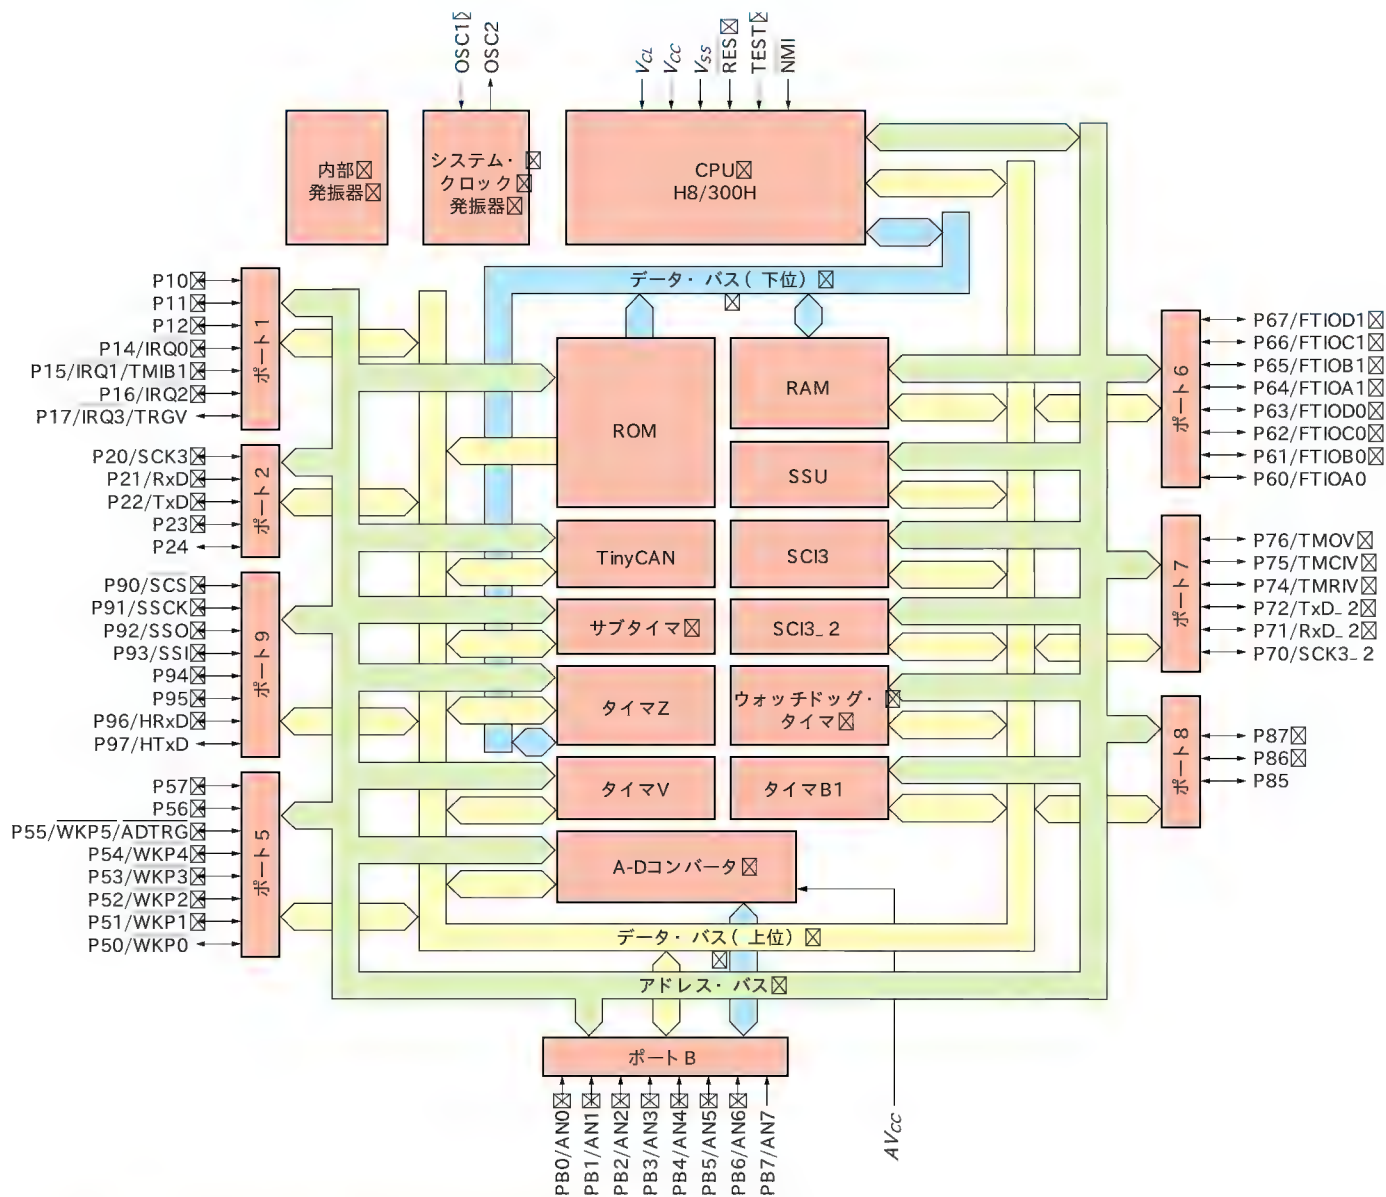 OSC1
OSC2
VCL
VCC
VSS
RES
TEST
NMI
内部
発振器
システム・
クロック
発振器
CPU
H8/300H
データ・バス(下位)
P10
P11
P12
P14/IRQ0
P15/IRQ1/TMIB1
P16/IRQ2
P17/IRQ3/TRGV
ポート1
P20/SCK3
P21/RxD
P22/TxD
P23
P24
ポート2
P90/SCS
P91/SSCK
P92/SSO
P93/SSI
P94
P95
P96/HRxD
P97/HTxD
ポート9
P57
P56
P55/WKP5/ADTRG
P54/WKP4
P53/WKP3
P52/WKP2
P51/WKP1
P50/WKP0
ポート5
ROM
RAM
SSU
TinyCAN
SCI3
サブタイマ
SCI3_2
タイマZ
ウォッチドッグ・
タイマ
タイマV
タイマB1
A-Dコンバータ
P67/FTIOD1
P66/FTIOC1
P65/FTIOB1
P64/FTIOA1
P63/FTIOD0
P62/FTIOC0
P61/FTIOB0
P60/FTIOA0
ポート6
P76/TMOV
P75/TMCIV
P74/TMRIV
P72/TxD_2
P71/RxD_2
P70/SCK3_2
ポート7
P87
P86
P85
ポート8
データ・バス(上位)
アドレス・バス
ポートB
PB0/AN0
PB1/AN1
PB2/AN2
PB3/AN3
PB4/AN4
PB5/AN5
PB6/AN6
PB7/AN7
AVCC